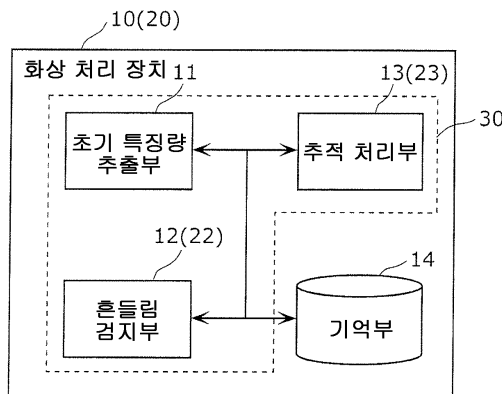 10(20)
화상 처리 장치
11
13(23)
30
초기 특징량
추출부
추적 처리부
12(22)
14
흔들림
검지부
기억부